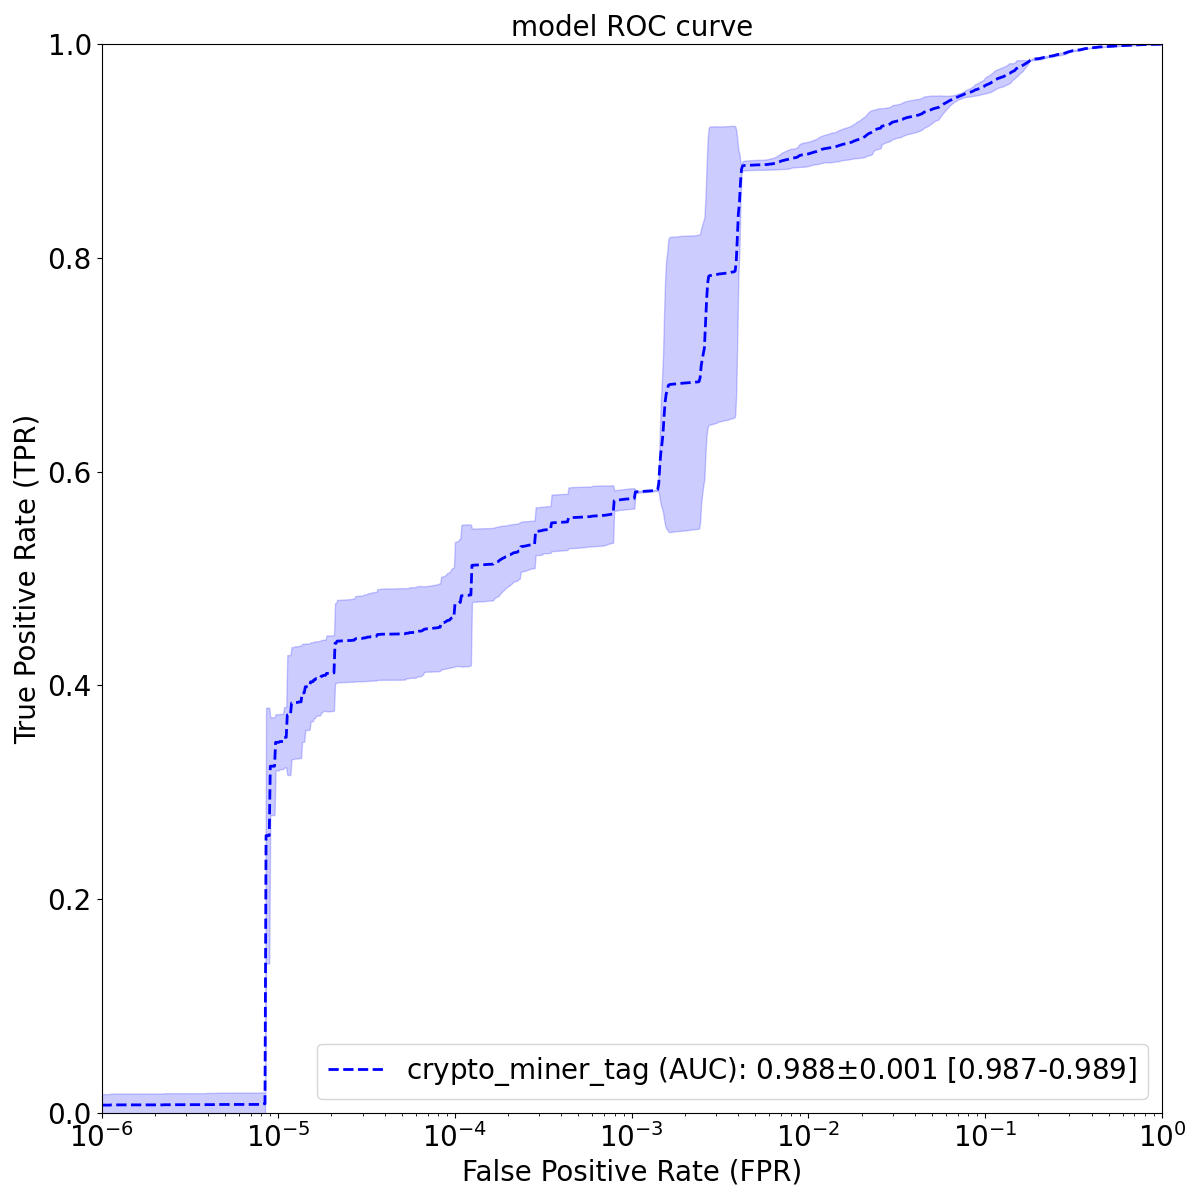 model ROC curve
True Positive Rate (TPR)
1.0
0.8
0.6
0.4
0.2
0.0
crypto_miner_tag (AUC): 0.988±0.001 [0.987-0.989]
10⁻⁶ 10⁻⁵ 10⁻⁴ 10⁻³ 10⁻² 10⁻¹ 10⁰
False Positive Rate (FPR)